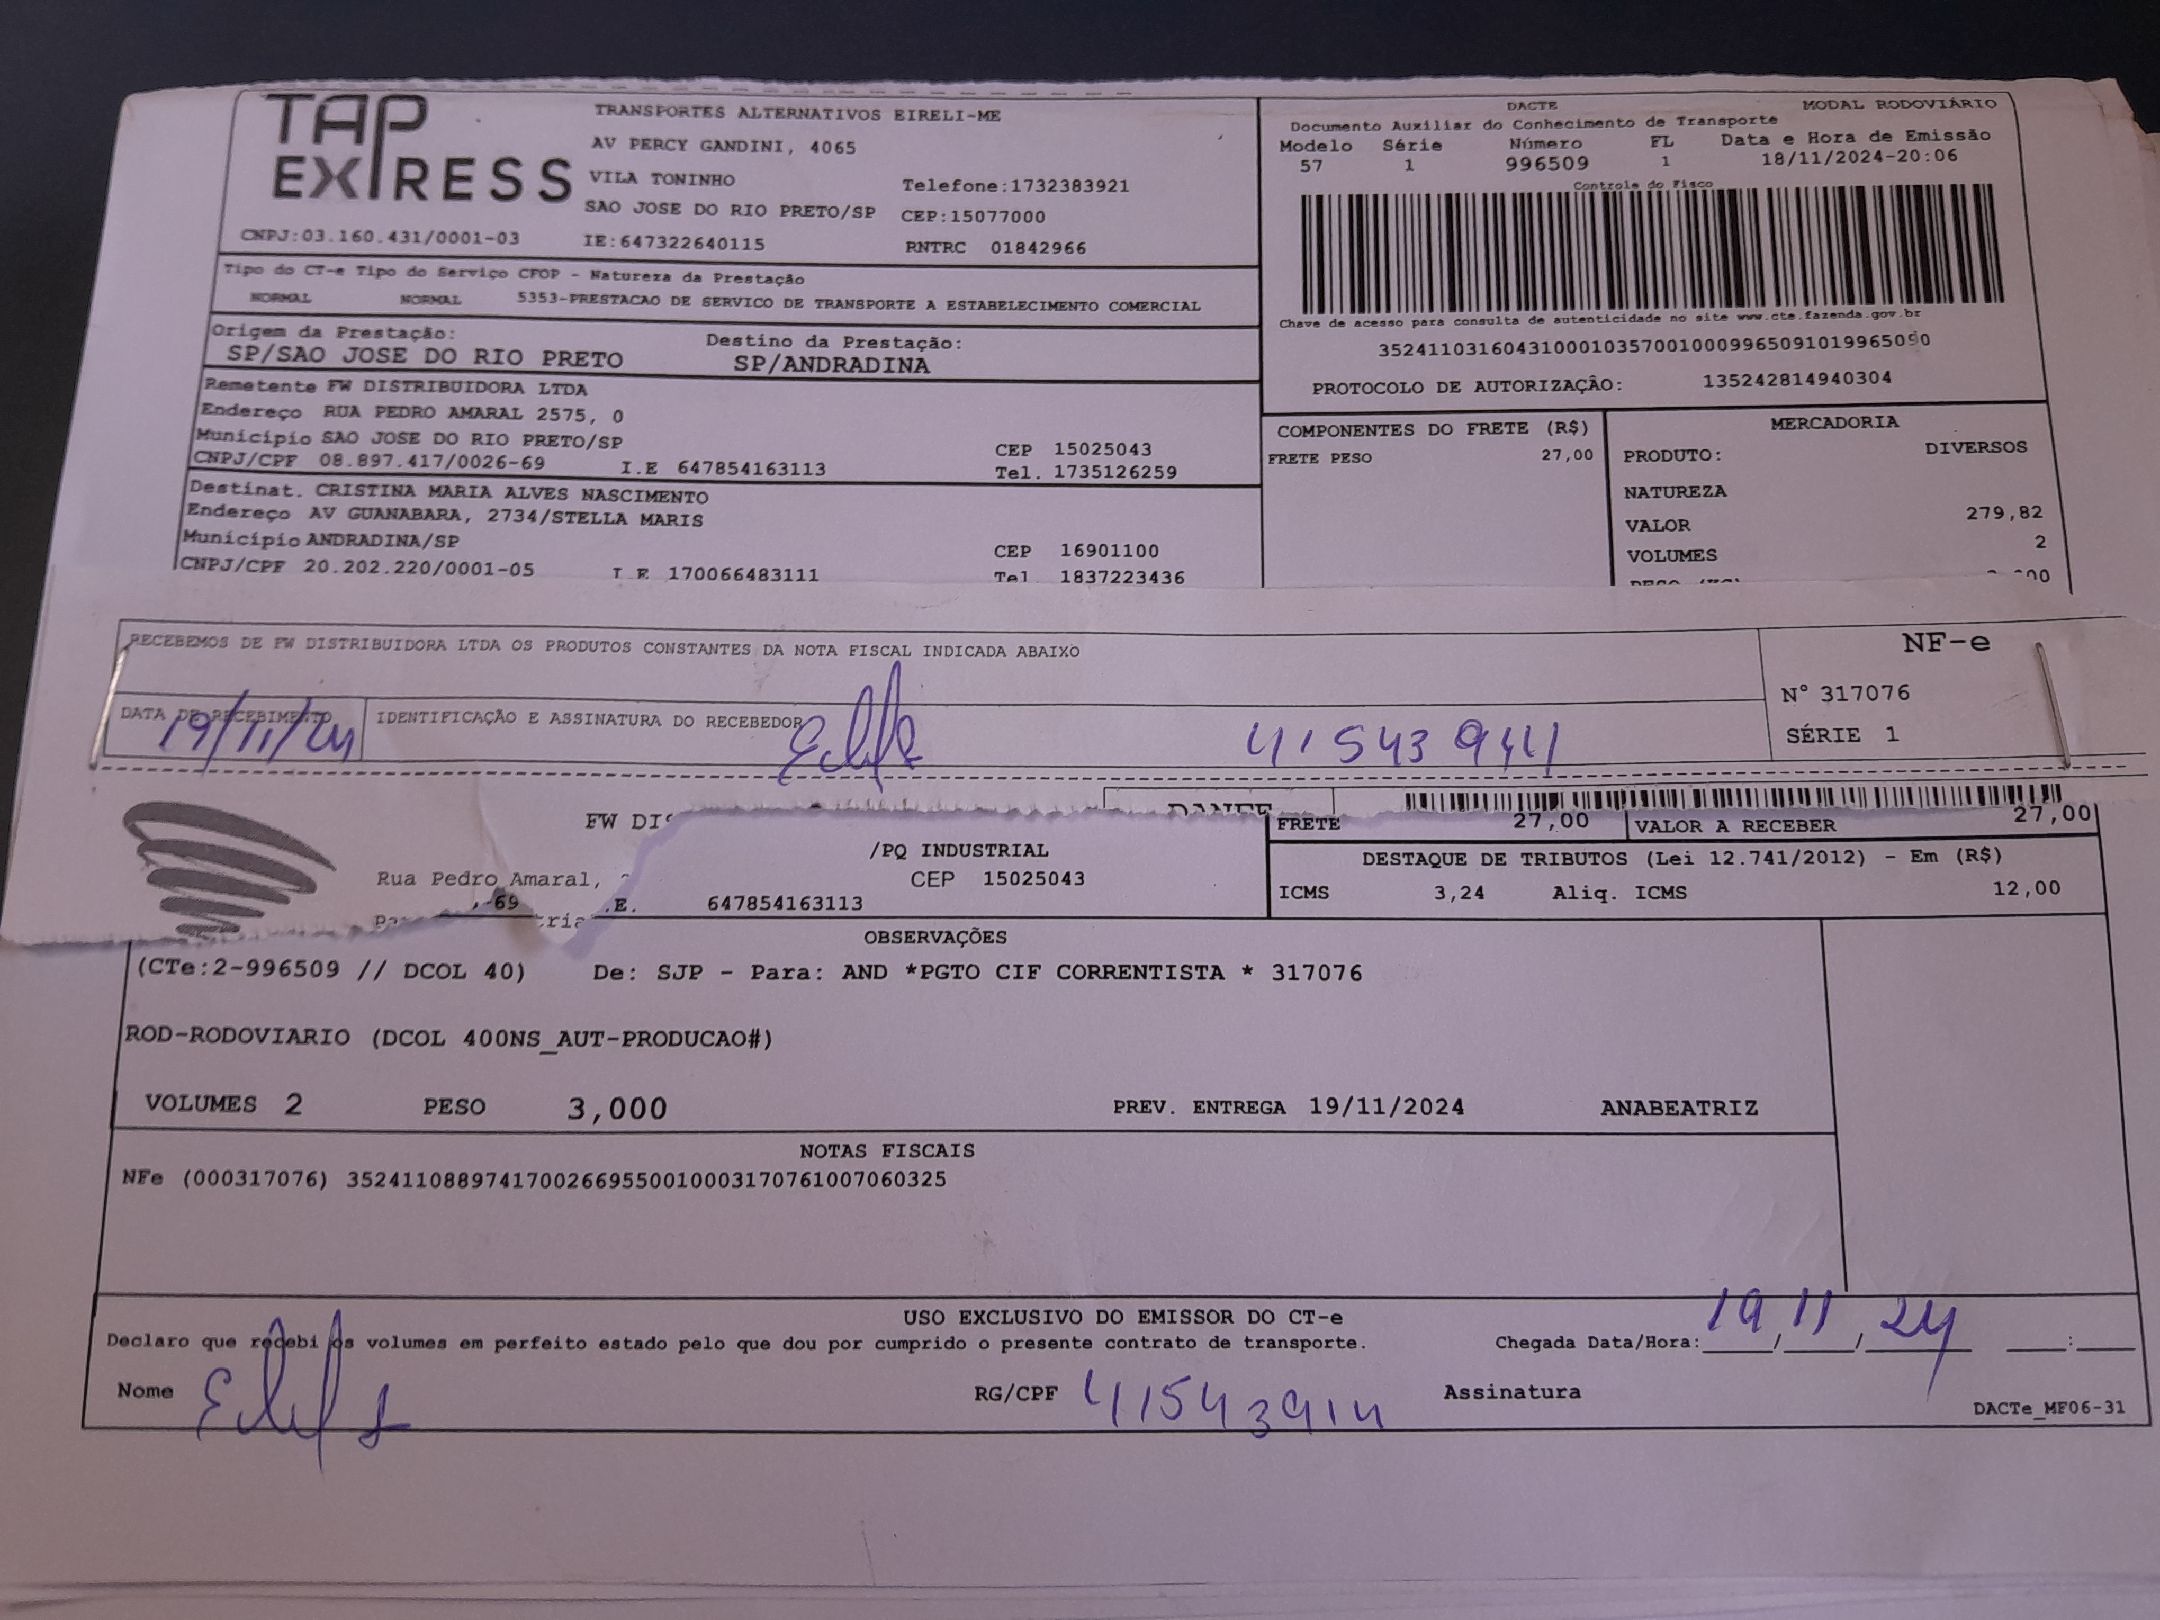 TAP EXPRESS
TRANSPORTES ALTERNATIVOS EIRELI-ME
AV PERCY GANDINI, 4065
VILA TONINHO
Telefone:1732383921
SAO JOSE DO RIO PRETO/SP CEP:15077000
CNPJ:03.160.431/0001-03 IE:647322640115 RNTRC 01842966
DACTE MODAL RODOVIÁRIO
Documento Auxiliar do Conhecimento de Transporte
Modelo Série Número FL Data e Hora de Emissão
57 1 996509 1 18/11/2024-20:06
Controle do Fisco
Chave de acesso para consulta de autenticidade no site www.cte.fazenda.gov.br
35241103160431000103570010009965091019965090
PROTOCOLO DE AUTORIZAÇÃO: 135242814940304
Tipo do CT-e Tipo do Serviço CFOP - Natureza da Prestação
NORMAL NORMAL 5353-PRESTACAO DE SERVICO DE TRANSPORTE A ESTABELECIMENTO COMERCIAL
Origem da Prestação: Destino da Prestação:
SP/SAO JOSE DO RIO PRETO SP/ANDRADINA
Remetente FW DISTRIBUIDORA LTDA
Endereço RUA PEDRO AMARAL 2575, 0
Município SAO JOSE DO RIO PRETO/SP CEP 15025043
CNPJ/CPF 08.897.417/0026-69 I.E 647854163113 Tel. 1735126259
Destinat. CRISTINA MARIA ALVES NASCIMENTO
Endereço AV GUANABARA, 2734/STELLA MARIS
Município ANDRADINA/SP CEP 16901100
CNPJ/CPF 20.202.220/0001-05 I.E 170066483111 Tel 1837223436
COMPONENTES DO FRETE (R$)
FRETE PESO 27,00
MERCADORIA
PRODUTO: DIVERSOS
NATUREZA
VALOR 279,82
VOLUMES 2
RECEBEMOS DE FW DISTRIBUIDORA LTDA OS PRODUTOS CONSTANTES DA NOTA FISCAL INDICADA ABAIXO
NF-e
Nº 317076
SÉRIE 1
DATA DE RECEBIMENTO IDENTIFICAÇÃO E ASSINATURA DO RECEBEDOR
19/11/24
DANFE
FW DIS
FRETE 27,00 VALOR A RECEBER 27,00
/PQ INDUSTRIAL
Rua Pedro Amaral, CEP 15025043
69 .E. 647854163113
DESTAQUE DE TRIBUTOS (Lei 12.741/2012) - Em (R$)
ICMS 3,24 Aliq. ICMS 12,00
OBSERVAÇÕES
(CTe:2-996509 // DCOL 40) De: SJP - Para: AND *PGTO CIF CORRENTISTA * 317076
ROD-RODOVIARIO (DCOL 400NS_AUT-PRODUCAO#)
VOLUMES 2 PESO 3,000 PREV. ENTREGA 19/11/2024 ANABEATRIZ
NOTAS FISCAIS
NFe (000317076) 35241108897417002669550010003170761007060325
USO EXCLUSIVO DO EMISSOR DO CT-e
Declaro que recebi os volumes em perfeito estado pelo que dou por cumprido o presente contrato de transporte. Chegada Data/Hora: 19/11/24 :
Nome RG/CPF 41543914 Assinatura
DACTe_MF06-31